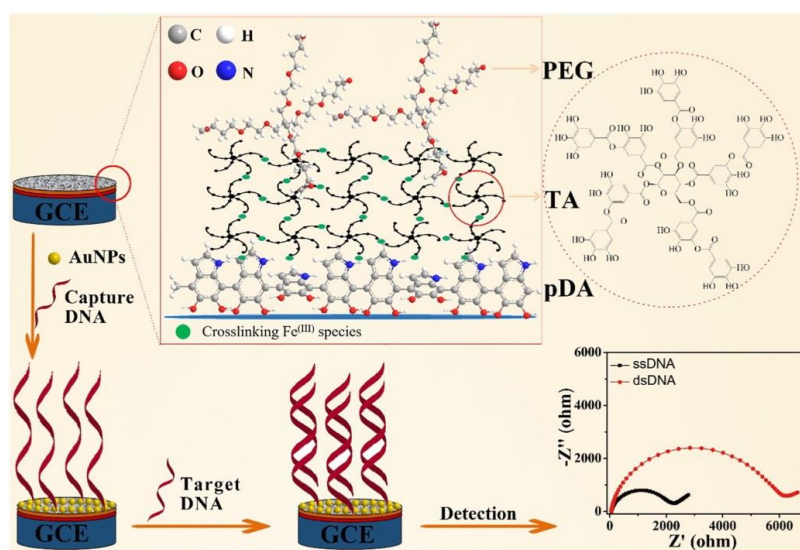 C
H
O
N
PEG
TA
pDA
Crosslinking Fe(III) species
GCE
AuNPs
Capture
DNA
GCE
Target
DNA
GCE
Detection
ssDNA
dsDNA
-Z'' (ohm)
6000
4000
2000
0
0
2000
4000
6000
Z' (ohm)